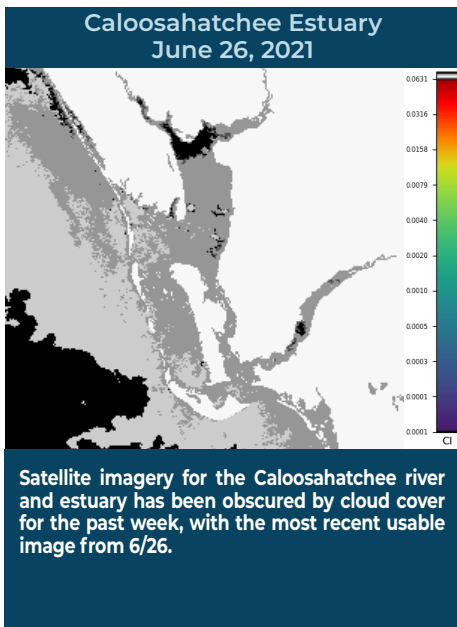 Caloosahatchee Estuary
June 26, 2021
0.0631
0.0316
0.0158
0.0079
0.0040
0.0020
0.0010
0.0005
0.0003
0.0001
0.0001
CI
Satellite imagery for the Caloosahatchee river
and estuary has been obscured by cloud cover
for the past week, with the most recent usable
image from 6/26.